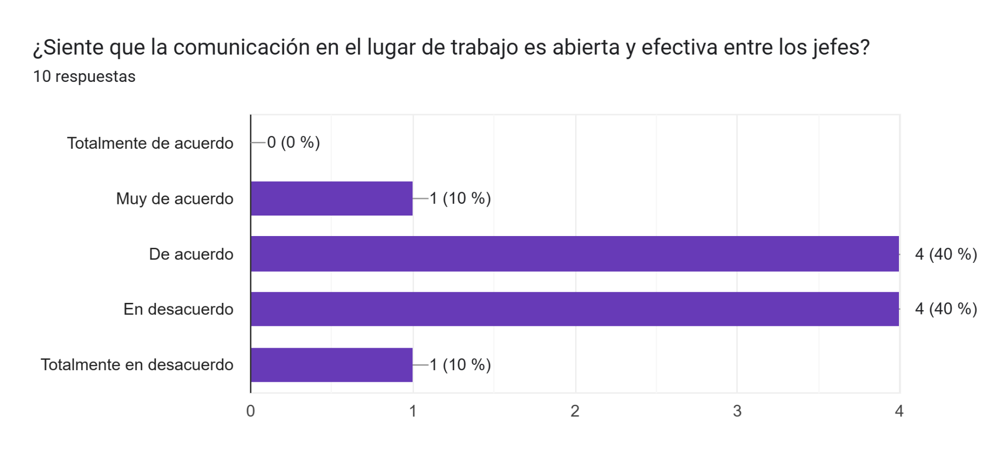 ¿Siente que la comunicación en el lugar de trabajo es abierta y efectiva entre los jefes?
10 respuestas
Totalmente de acuerdo 0 (0 %)
Muy de acuerdo 1 (10 %)
De acuerdo 4 (40 %)
En desacuerdo 4 (40 %)
Totalmente en desacuerdo 1 (10 %)
0 1 2 3 4